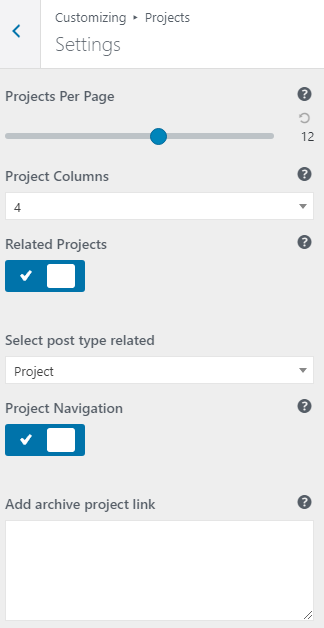 Customizing ▸ Projects
Settings
Projects Per Page
12
Project Columns
4
Related Projects
Select post type related
Project
Project Navigation
Add archive project link